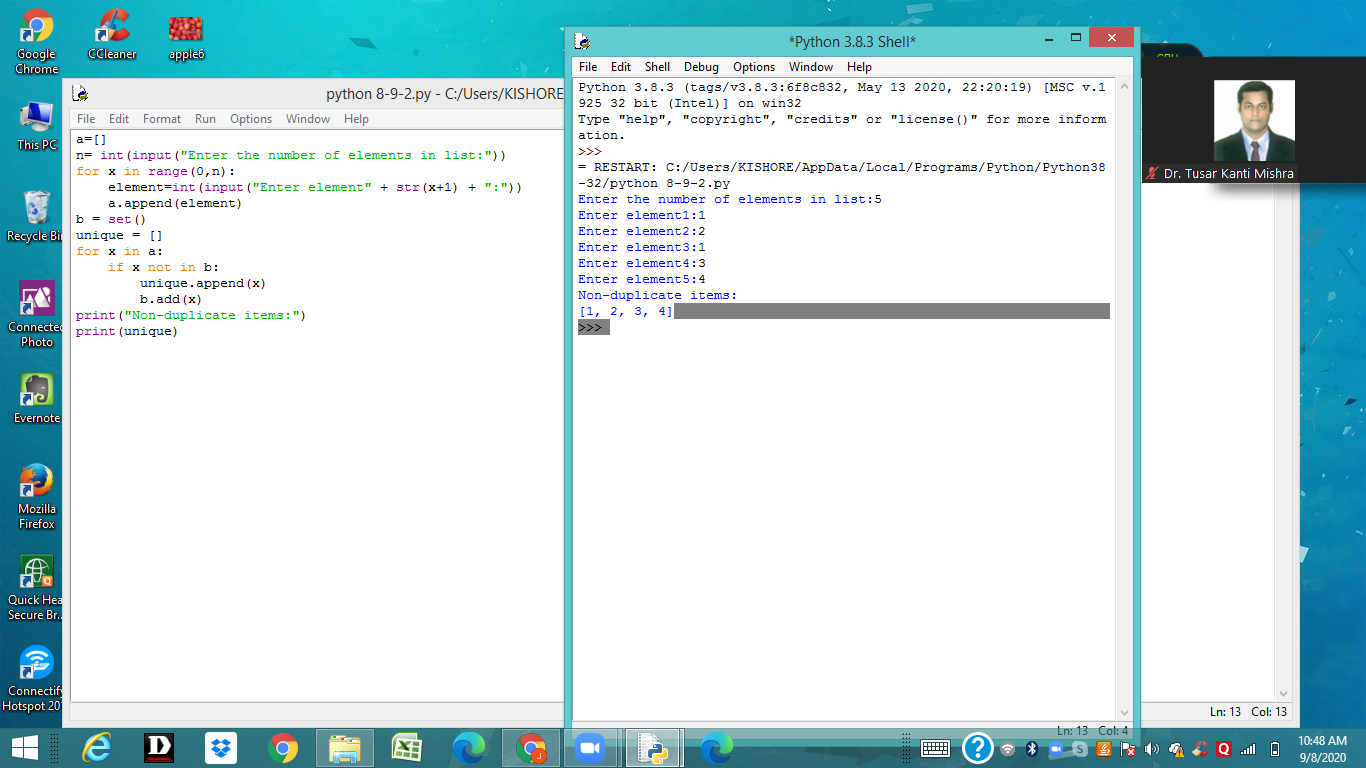 Google
Chrome
CCleaner
apple6
This PC
Recycle Bin
Connected
Photo
Evernote
Mozilla
Firefox
Quick Hea
Secure Br...
Connectify
Hotspot 20
python 8-9-2.py - C:/Users/KISHORE
File Edit Format Run Options Window Help
a=[]
n= int(input("Enter the number of elements in list:"))
for x in range(0,n):
    element=int(input("Enter element" + str(x+1) + ":"))
    a.append(element)
b = set()
unique = []
for x in a:
    if x not in b:
        unique.append(x)
        b.add(x)
print("Non-duplicate items:")
print(unique)
*Python 3.8.3 Shell*
File Edit Shell Debug Options Window Help
Python 3.8.3 (tags/v3.8.3:6f8c832, May 13 2020, 22:20:19) [MSC v.1
925 32 bit (Intel)] on win32
Type "help", "copyright", "credits" or "license()" for more inform
ation.
>>>
= RESTART: C:/Users/KISHORE/AppData/Local/Programs/Python/Python38
-32/python 8-9-2.py
Enter the number of elements in list:5
Enter element1:1
Enter element2:2
Enter element3:1
Enter element4:3
Enter element5:4
Non-duplicate items:
[1, 2, 3, 4]
>>>
Ln: 13 Col: 4
Dr. Tusar Kanti Mishra
Ln: 13 Col: 13
10:48 AM
9/8/2020